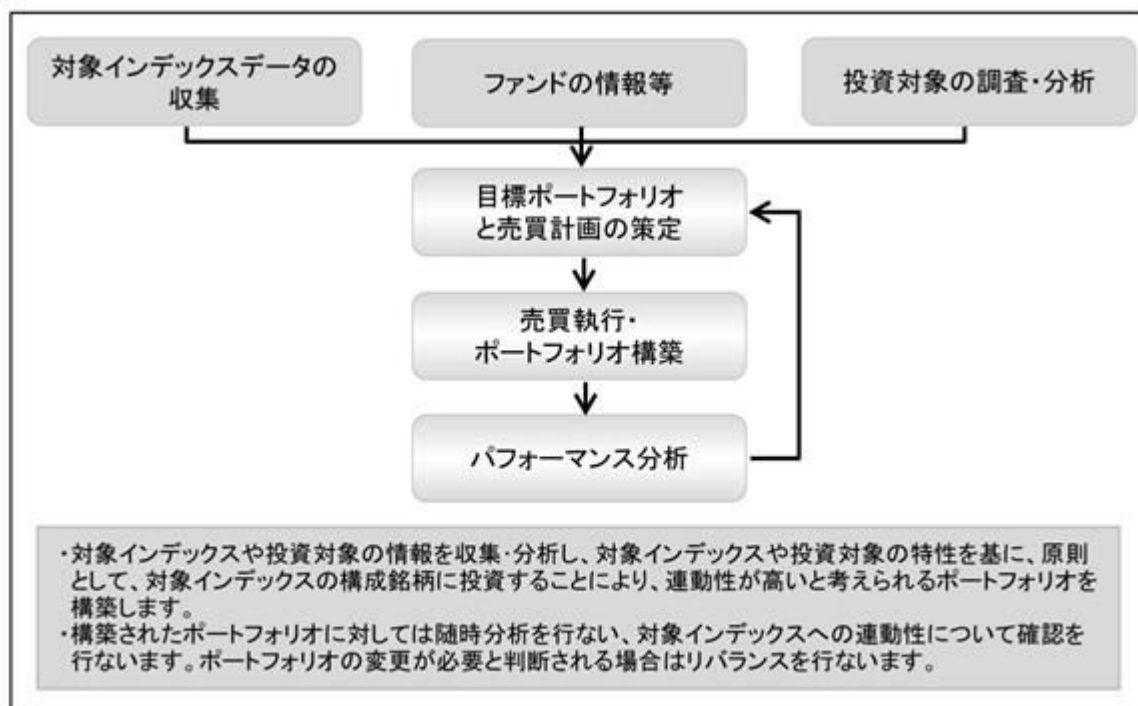 対象インデックスデータの
収集
ファンドの情報等
投資対象の調査・分析
目標ポートフォリオ
と売買計画の策定
売買執行・
ポートフォリオ構築
パフォーマンス分析
・対象インデックスや投資対象の情報を収集・分析し、対象インデックスや投資対象の特性を基に、原則
として、対象インデックスの構成銘柄に投資することにより、連動性が高いと考えられるポートフォリオを
構築します。
・構築されたポートフォリオに対しては随時分析を行ない、対象インデックスへの連動性について確認を
行ないます。ポートフォリオの変更が必要と判断される場合はリバランスを行ないます。